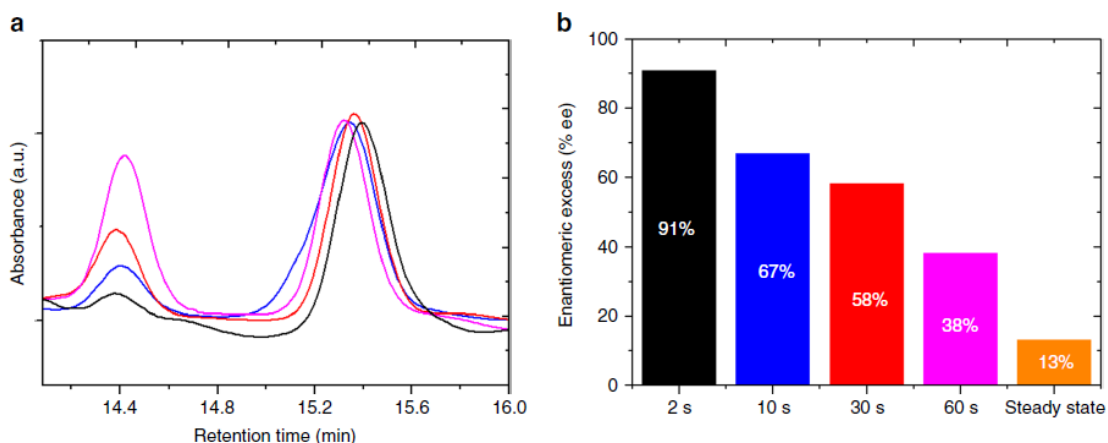 a
Absorbance (a.u.)
14.4 14.8 15.2 15.6 16.0
Retention time (min)
b
Enantiomeric excess (% ee)
100
80
60
40
20
0
91%
67%
58%
38%
13%
2 s 10 s 30 s 60 s Steady state